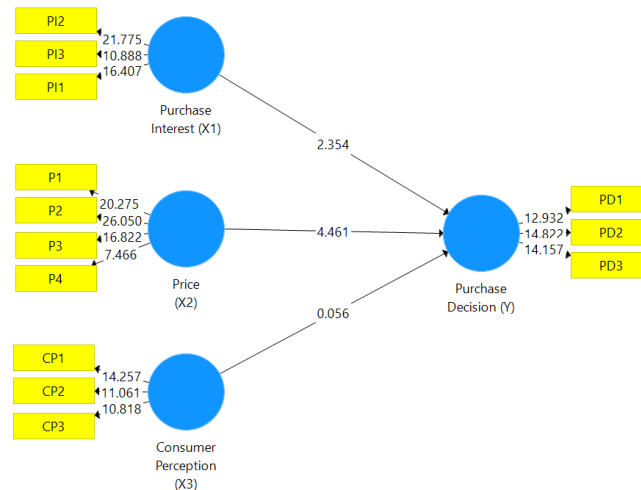 PI2
21.775
PI3
10.888
PI1
16.407
Purchase
Interest (X1)
2.354
P1
20.275
P2
26.050
P3
16.822
P4
7.466
Price
(X2)
4.461
PD1
12.932
PD2
14.822
PD3
14.157
Purchase
Decision (Y)
0.056
CP1
14.257
CP2
11.061
CP3
10.818
Consumer
Perception
(X3)